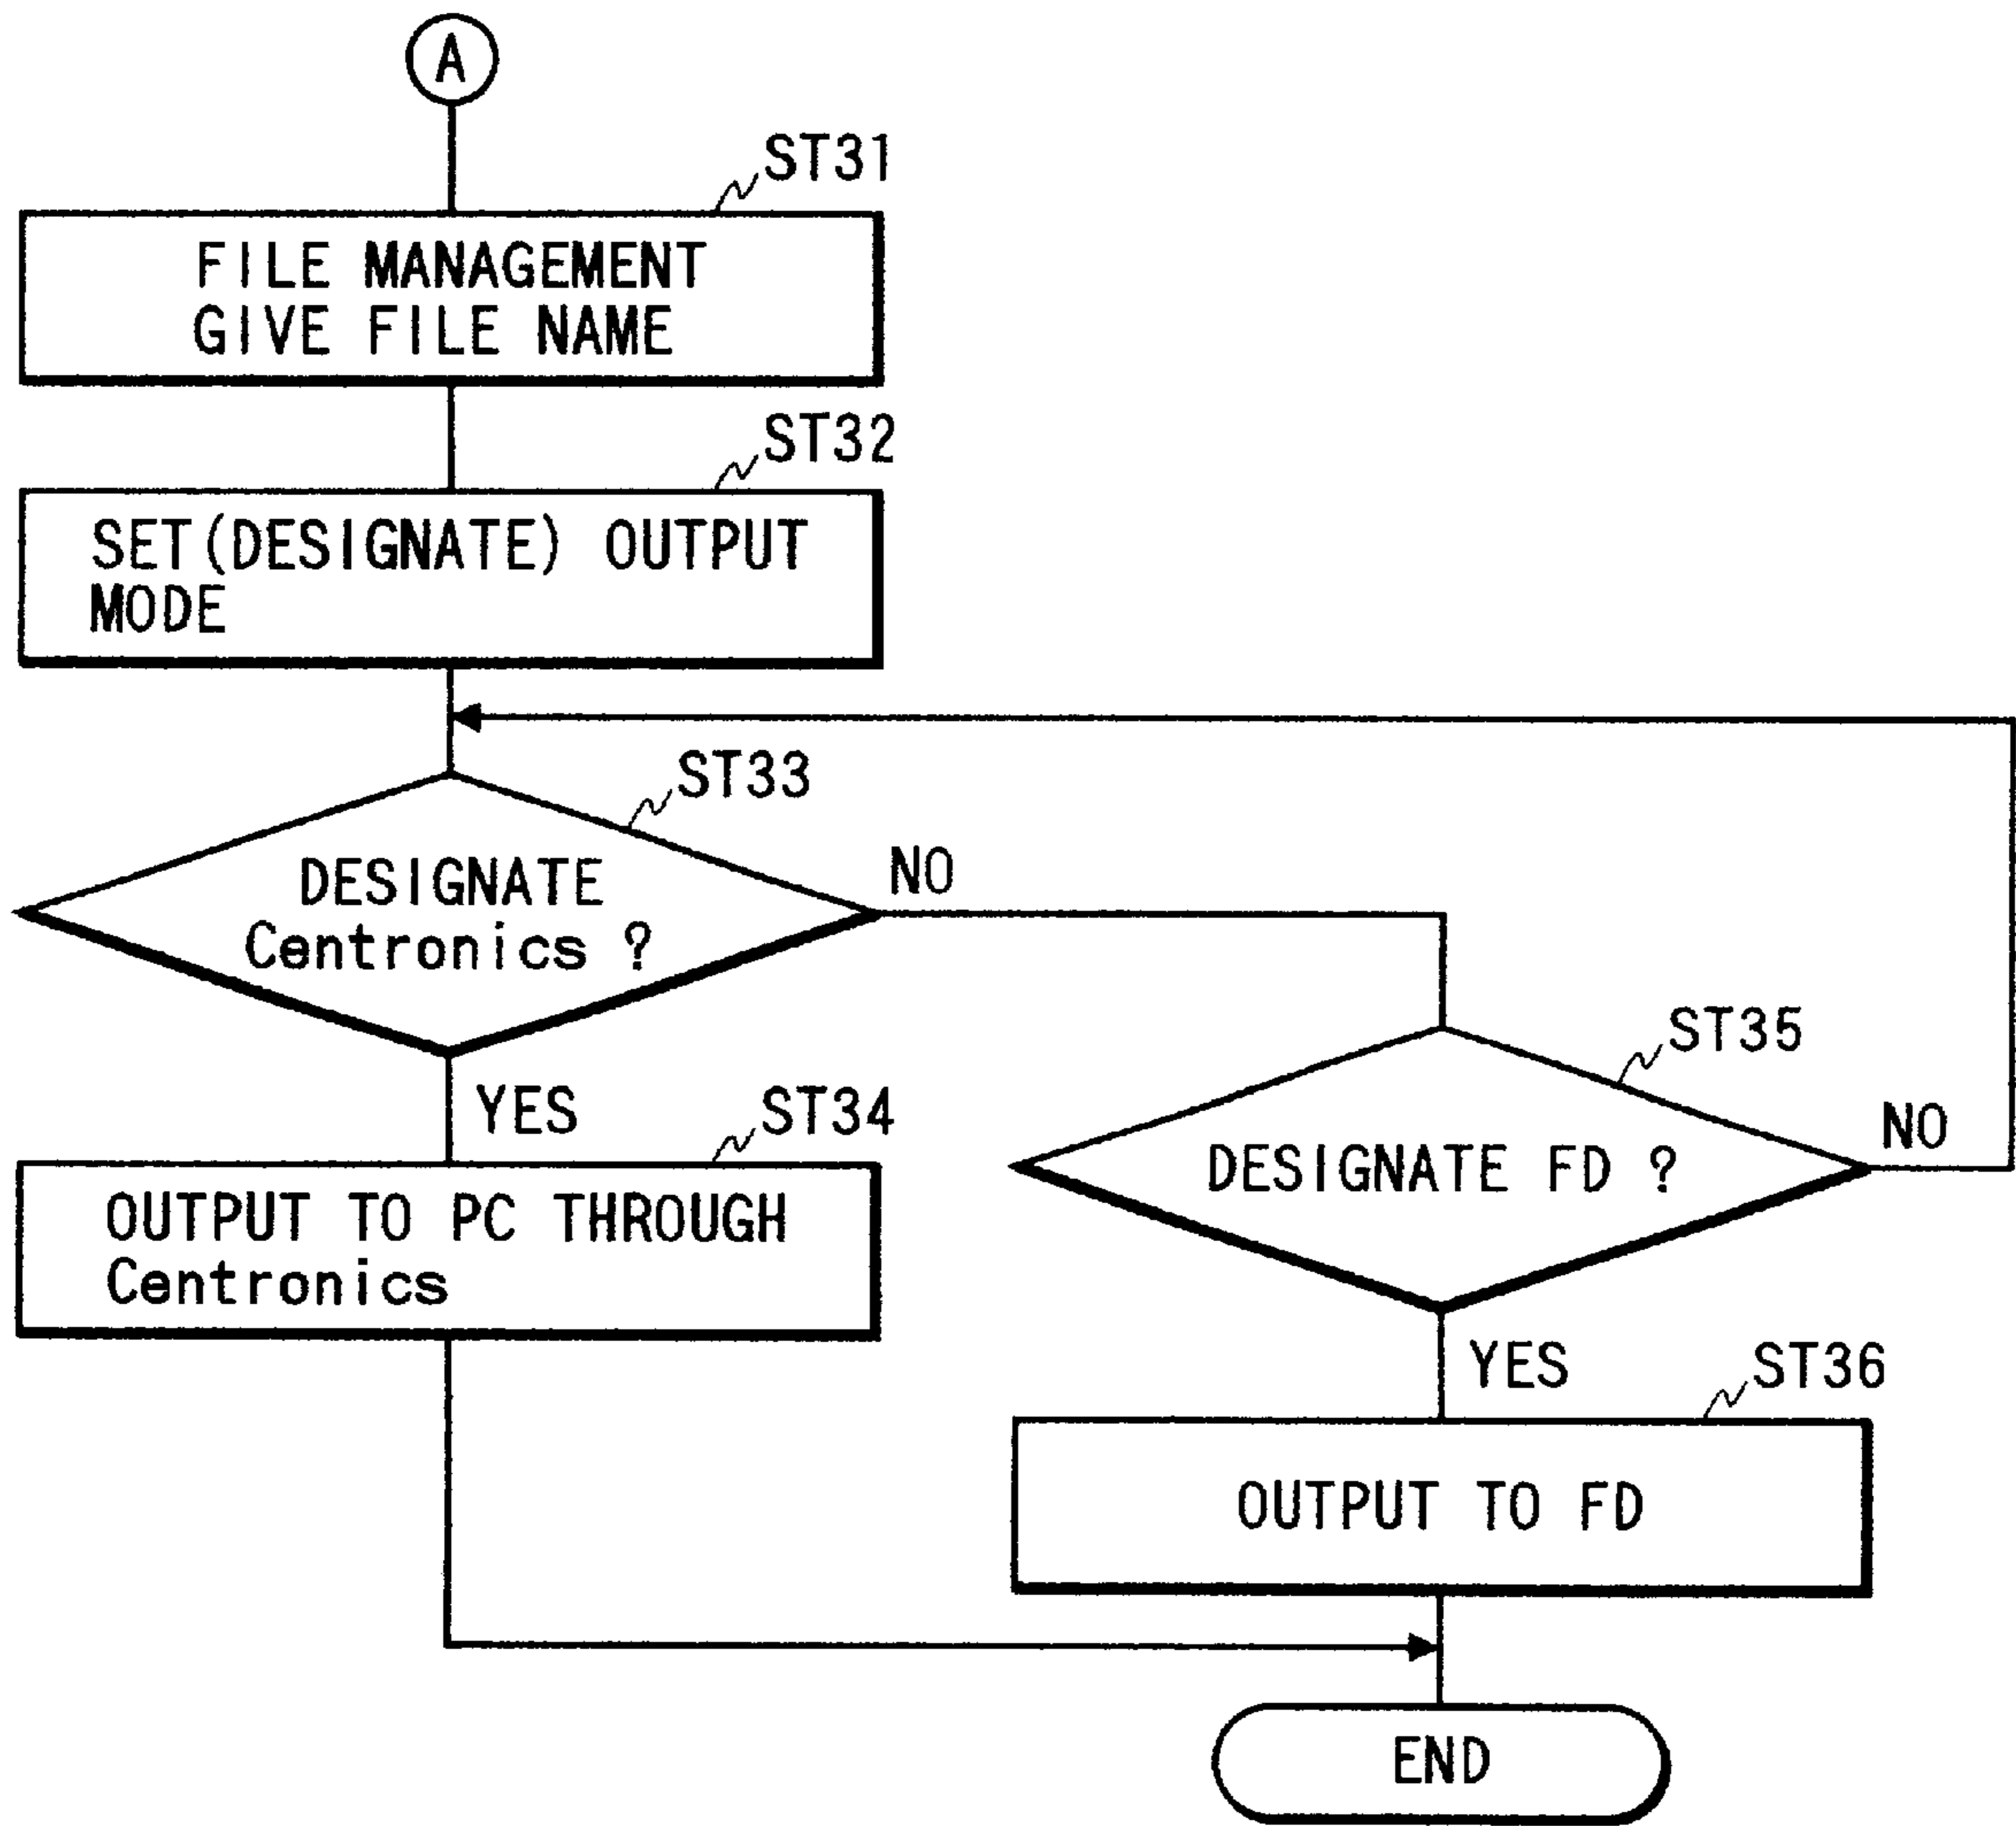 A
ST31
FILE MANAGEMENT
GIVE FILE NAME
ST32
SET(DESIGNATE) OUTPUT
MODE
ST33
DESIGNATE
Centronics ?
NO
YES
ST34
OUTPUT TO PC THROUGH
Centronics
ST35
DESIGNATE FD ?
NO
YES
ST36
OUTPUT TO FD
END